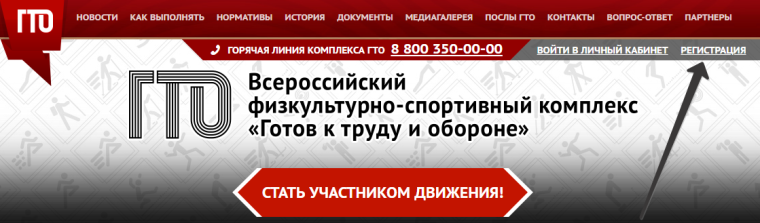 ГТО
НОВОСТИ КАК ВЫПОЛНЯТЬ НОРМАТИВЫ ИСТОРИЯ ДОКУМЕНТЫ МЕДИАГАЛЕРЕЯ ПОСЛЫ ГТО КОНТАКТЫ ВОПРОС-ОТВЕТ ПАРТНЕРЫ
ГОРЯЧАЯ ЛИНИЯ КОМПЛЕКСА ГТО 8 800 350-00-00 ВОЙТИ В ЛИЧНЫЙ КАБИНЕТ РЕГИСТРАЦИЯ
ГТО
Всероссийский
физкультурно-спортивный комплекс
«Готов к труду и обороне»
СТАТЬ УЧАСТНИКОМ ДВИЖЕНИЯ!